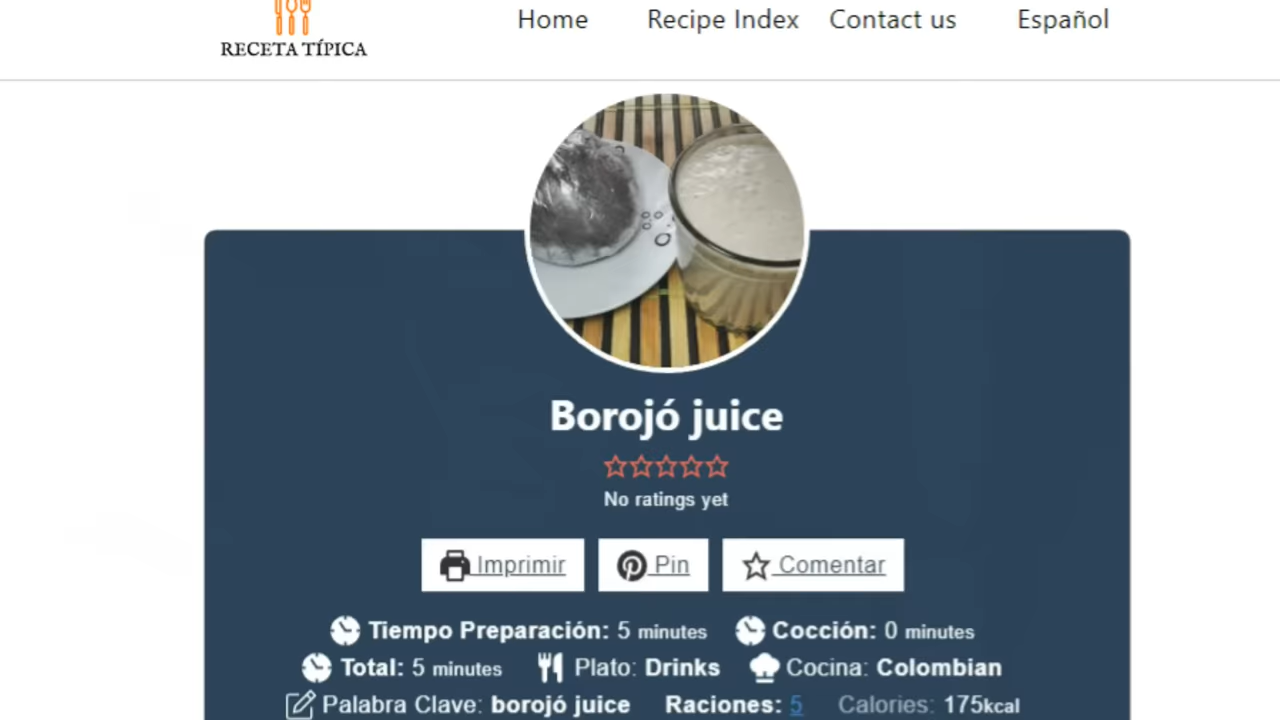 Home Recipe Index Contact us Español
RECETA TÍPICA
Borojó juice
No ratings yet
Imprimir Pin Comentar
Tiempo Preparación: 5 minutes Cocción: 0 minutes
Total: 5 minutes Plato: Drinks Cocina: Colombian
Palabra Clave: borojó juice Raciones: 5 Calories: 175kcal